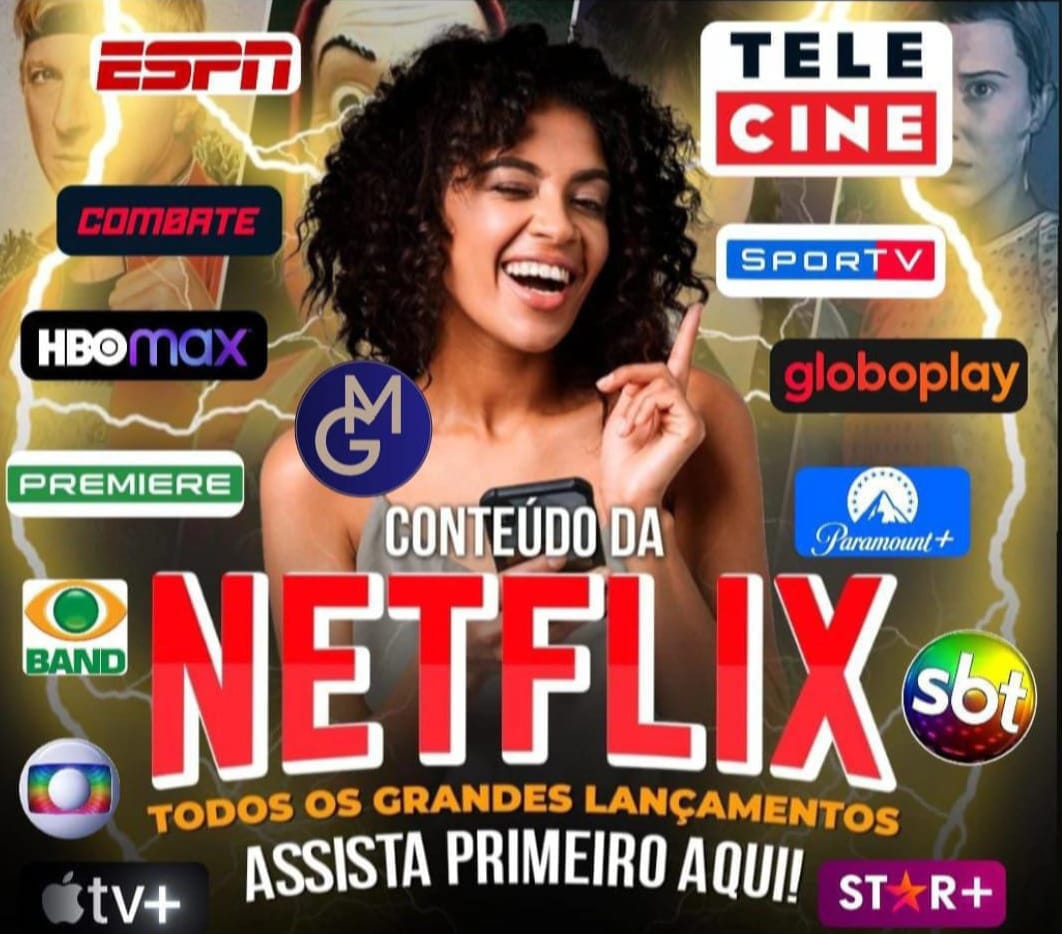 ESPN
TELE
CINE
COMBATE
SPORTV
HBOmax
globoplay
MG
PREMIERE
CONTEÚDO DA
Paramount+
BAND
NETFLIX
sbt
TODOS OS GRANDES LANÇAMENTOS
ASSISTA PRIMEIRO AQUI!
tv+
STAR+